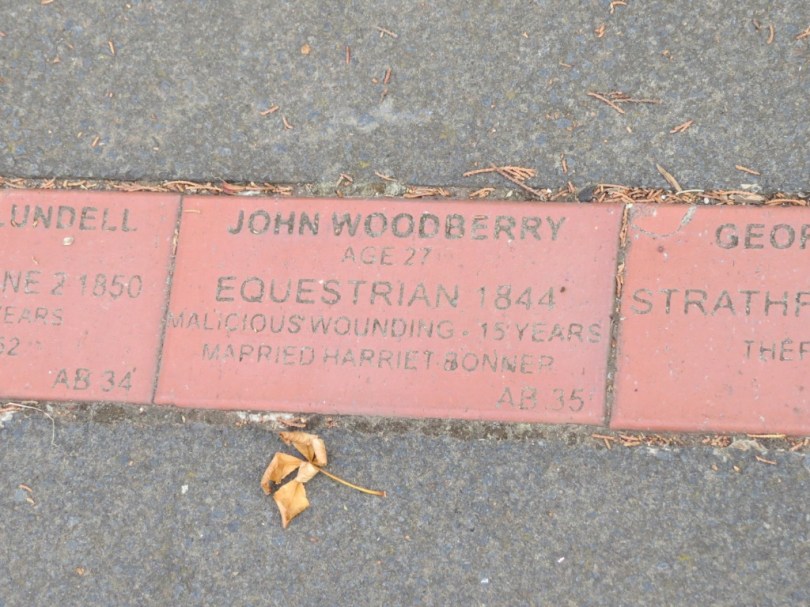 LUNDELL
NE 2 1850
YEARS
52
AB 34
JOHN WOODBERRY
AGE 27
EQUESTRIAN 1844
MALICIOUS WOUNDING - 15 YEARS
MARRIED HARRIET BONNER
AB 35
GEOR
STRATHF
THEF